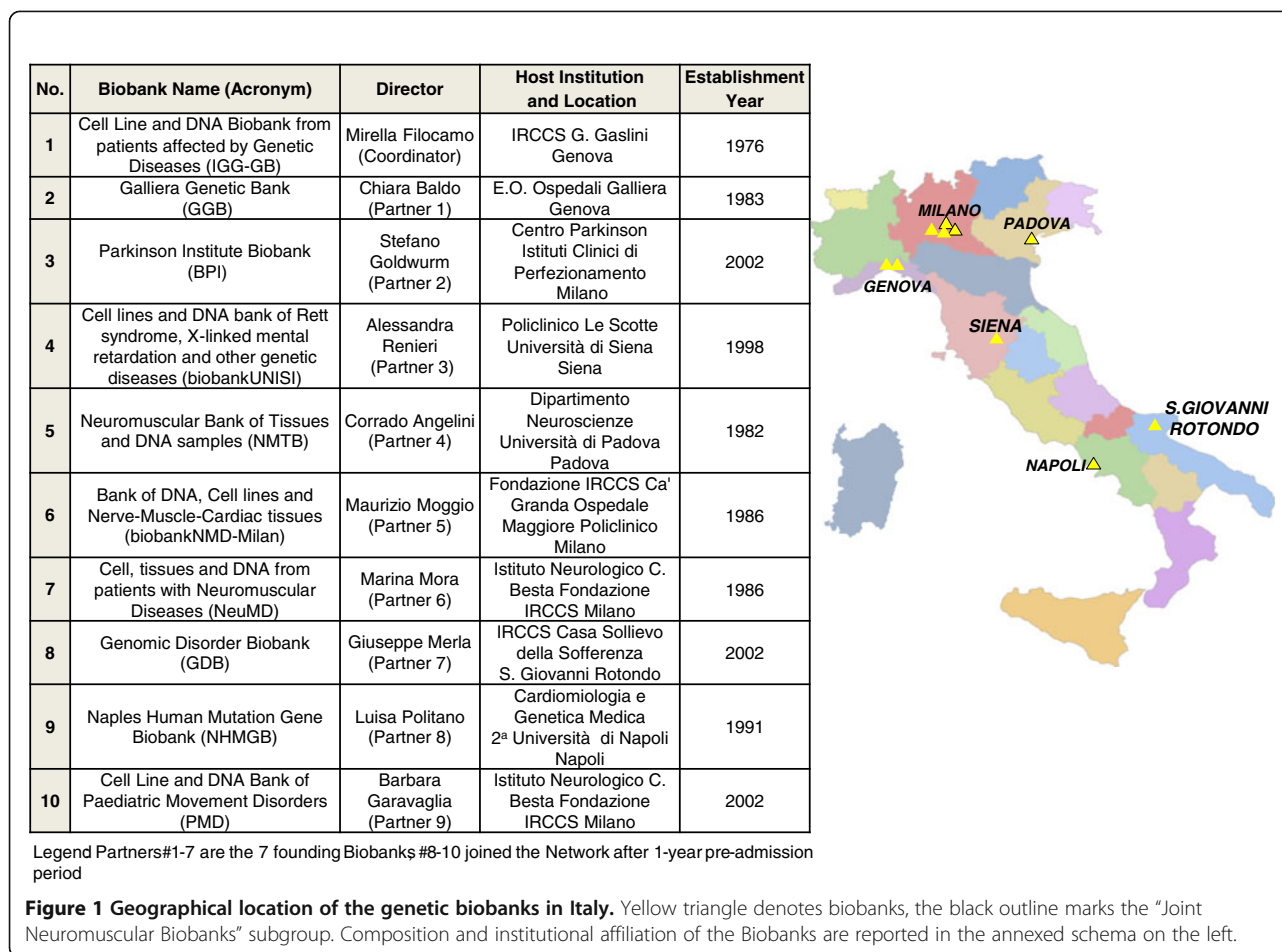 No.
Biobank Name (Acronym)
Director
Host Institution
and Location
Establishment
Year
1
Cell Line and DNA Biobank from
patients affected by Genetic
Diseases (IGG-GB)
Mirella Filocamo
(Coordinator)
IRCCS G. Gaslini
Genova
1976
2
Galliera Genetic Bank
(GGB)
Chiara Baldo
(Partner 1)
E.O. Ospedali Galliera
Genova
1983
3
Parkinson Institute Biobank
(BPI)
Stefano
Goldwurm
(Partner 2)
Centro Parkinson
Istituti Clinici di
Perfezionamento
Milano
2002
4
Cell lines and DNA bank of Rett
syndrome, X-linked mental
retardation and other genetic
diseases (biobankUNISI)
Alessandra
Renieri
(Partner 3)
Policlinico Le Scotte
Università di Siena
Siena
1998
5
Neuromuscular Bank of Tissues
and DNA samples (NMTB)
Corrado Angelini
(Partner 4)
Dipartimento
Neuroscienze
Università di Padova
Padova
1982
6
Bank of DNA, Cell lines and
Nerve-Muscle-Cardiac tissues
(biobankNMD-Milan)
Maurizio Moggio
(Partner 5)
Fondazione IRCCS Ca'
Granda Ospedale
Maggiore Policlinico
Milano
1986
7
Cell, tissues and DNA from
patients with Neuromuscular
Diseases (NeuMD)
Marina Mora
(Partner 6)
Istituto Neurologico C.
Besta Fondazione
IRCCS Milano
1986
8
Genomic Disorder Biobank
(GDB)
Giuseppe Merla
(Partner 7)
IRCCS Casa Sollievo
della Sofferenza
S. Giovanni Rotondo
2002
9
Naples Human Mutation Gene
Biobank (NHMGB)
Luisa Politano
(Partner 8)
Cardiomiologia e
Genetica Medica
2ª Università di Napoli
Napoli
1991
10
Cell Line and DNA Bank of
Paediatric Movement Disorders
(PMD)
Barbara
Garavaglia
(Partner 9)
Istituto Neurologico C.
Besta Fondazione
IRCCS Milano
2002
MILANO
PADOVA
GENOVA
SIENA
S.GIOVANNI
ROTONDO
NAPOLI
Legend Partners#1-7 are the 7 founding Biobanks, #8-10 joined the Network after 1-year pre-admission
period
Figure 1 Geographical location of the genetic biobanks in Italy. Yellow triangle denotes biobanks, the black outline marks the “Joint
Neuromuscular Biobanks” subgroup. Composition and institutional affiliation of the Biobanks are reported in the annexed schema on the left.